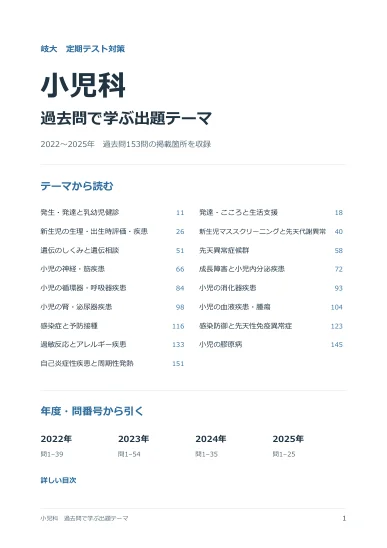 岐大　定期テスト対策
小児科
過去問で学ぶ出題テーマ
2022～2025年　過去問153問の掲載箇所を収録
テーマから読む
発生・発達と乳幼児健診 11
発達・こころと生活支援 18
新生児の生理・出生時評価・疾患 26
新生児マススクリーニングと先天代謝異常 40
遺伝のしくみと遺伝相談 51
先天異常症候群 58
小児の神経・筋疾患 66
成長障害と小児内分泌疾患 72
小児の循環器・呼吸器疾患 84
小児の消化器疾患 93
小児の腎・泌尿器疾患 98
小児の血液疾患・腫瘍 104
感染症と予防接種 116
感染防御と先天性免疫異常症 123
過敏反応とアレルギー疾患 133
小児の膠原病 145
自己炎症性疾患と周期性発熱 151
年度・問番号から引く
2022年 2023年 2024年 2025年
問1–39 問1–54 問1–35 問1–25
詳しい目次
小児科　過去問で学ぶ出題テーマ 1